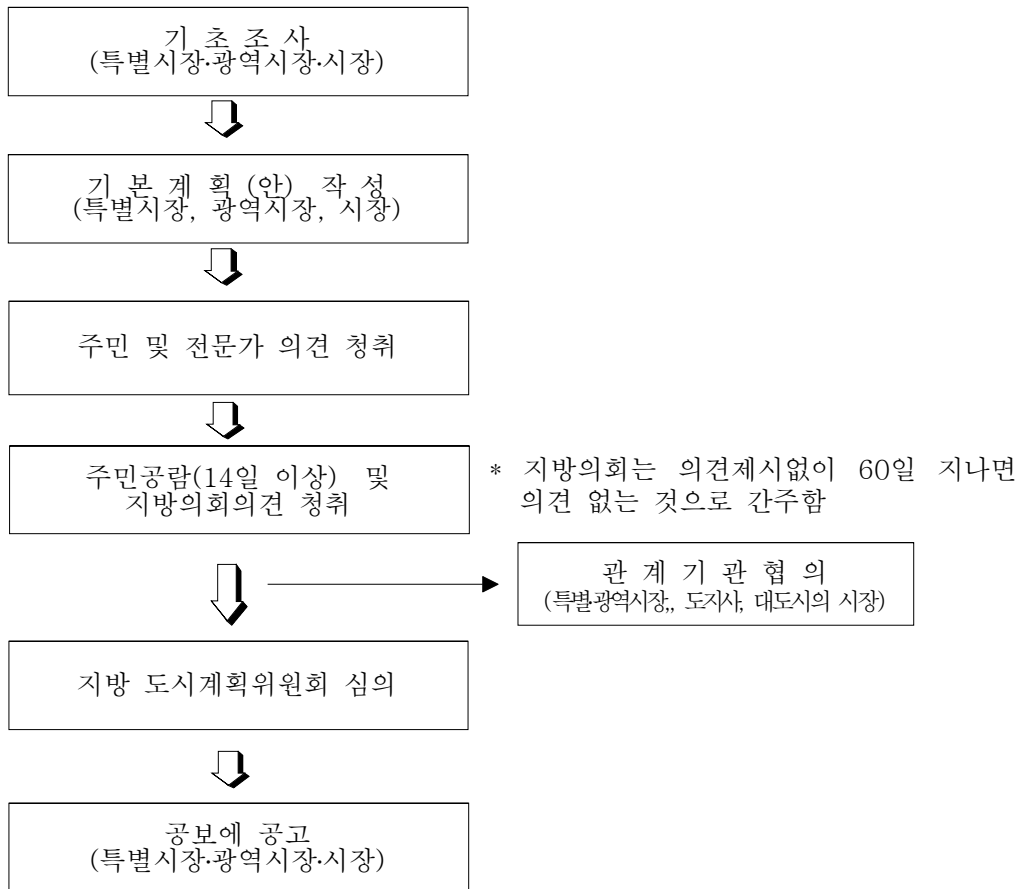 기 초 조 사
(특별시장·광역시장·시장)
기 본 계 획 (안) 작 성
(특별시장, 광역시장, 시장)
주민 및 전문가 의견 청취
주민공람(14일 이상) 및
지방의회의견 청취
* 지방의회는 의견제시없이 60일 지나면
의견 없는 것으로 간주함
관 계 기 관 협 의
(특별·광역시장,, 도지사, 대도시의 시장)
지방 도시계획위원회 심의
공보에 공고
(특별시장·광역시장·시장)